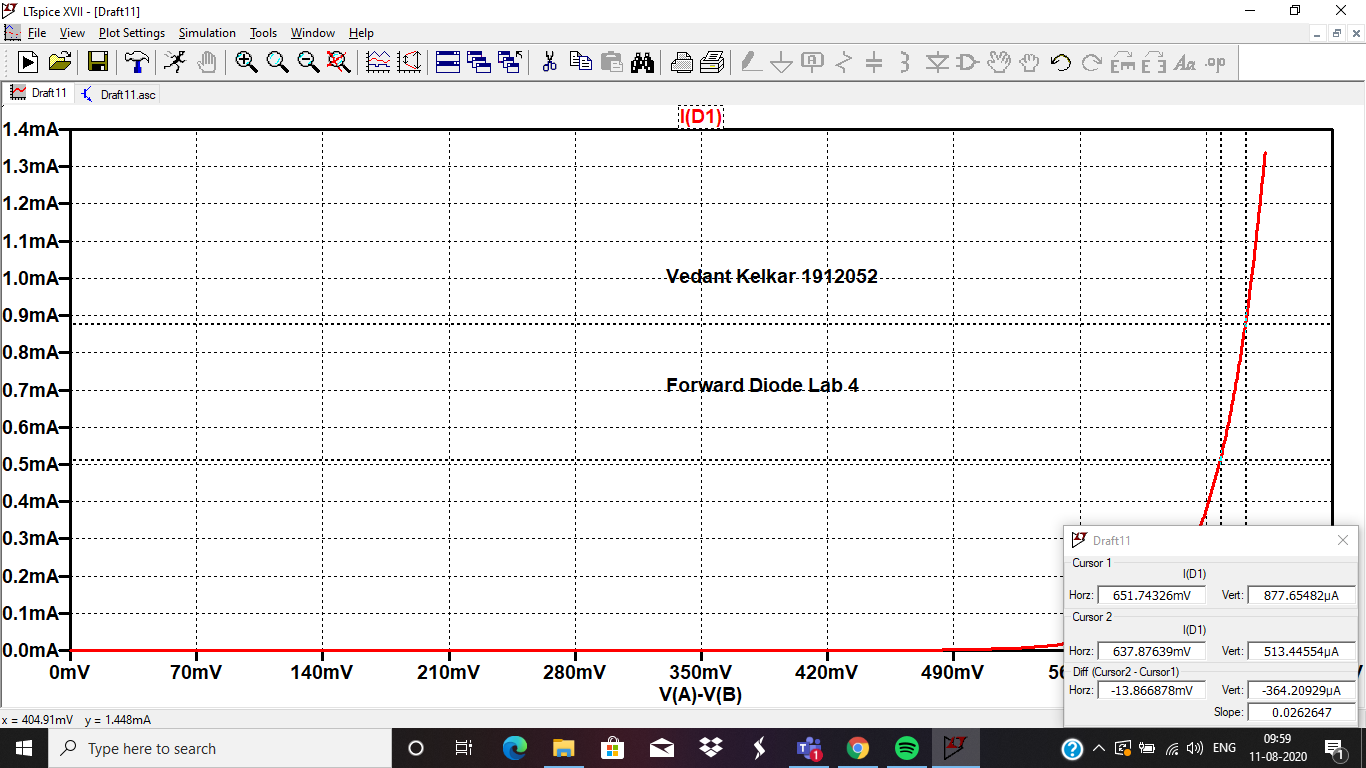 LTspice XVII - [Draft11]
File View Plot Settings Simulation Tools Window Help
Draft11 Draft11.asc
I(D1)
1.4mA
1.3mA
1.2mA
1.1mA
1.0mA
0.9mA
0.8mA
0.7mA
0.6mA
0.5mA
0.4mA
0.3mA
0.2mA
0.1mA
0.0mA
Vedant Kelkar 1912052
Forward Diode Lab 4
0mV 70mV 140mV 210mV 280mV 350mV 420mV 490mV
V(A)-V(B)
Draft11
Cursor 1
I(D1)
Horz: 651.74326mV Vert: 877.65482µA
Cursor 2
I(D1)
Horz: 637.87639mV Vert: 513.44554µA
Diff (Cursor2 - Cursor1)
Horz: -13.866878mV Vert: -364.20929µA
Slope: 0.0262647
x = 404.91mV y = 1.448mA
Type here to search
ENG
09:59
11-08-2020